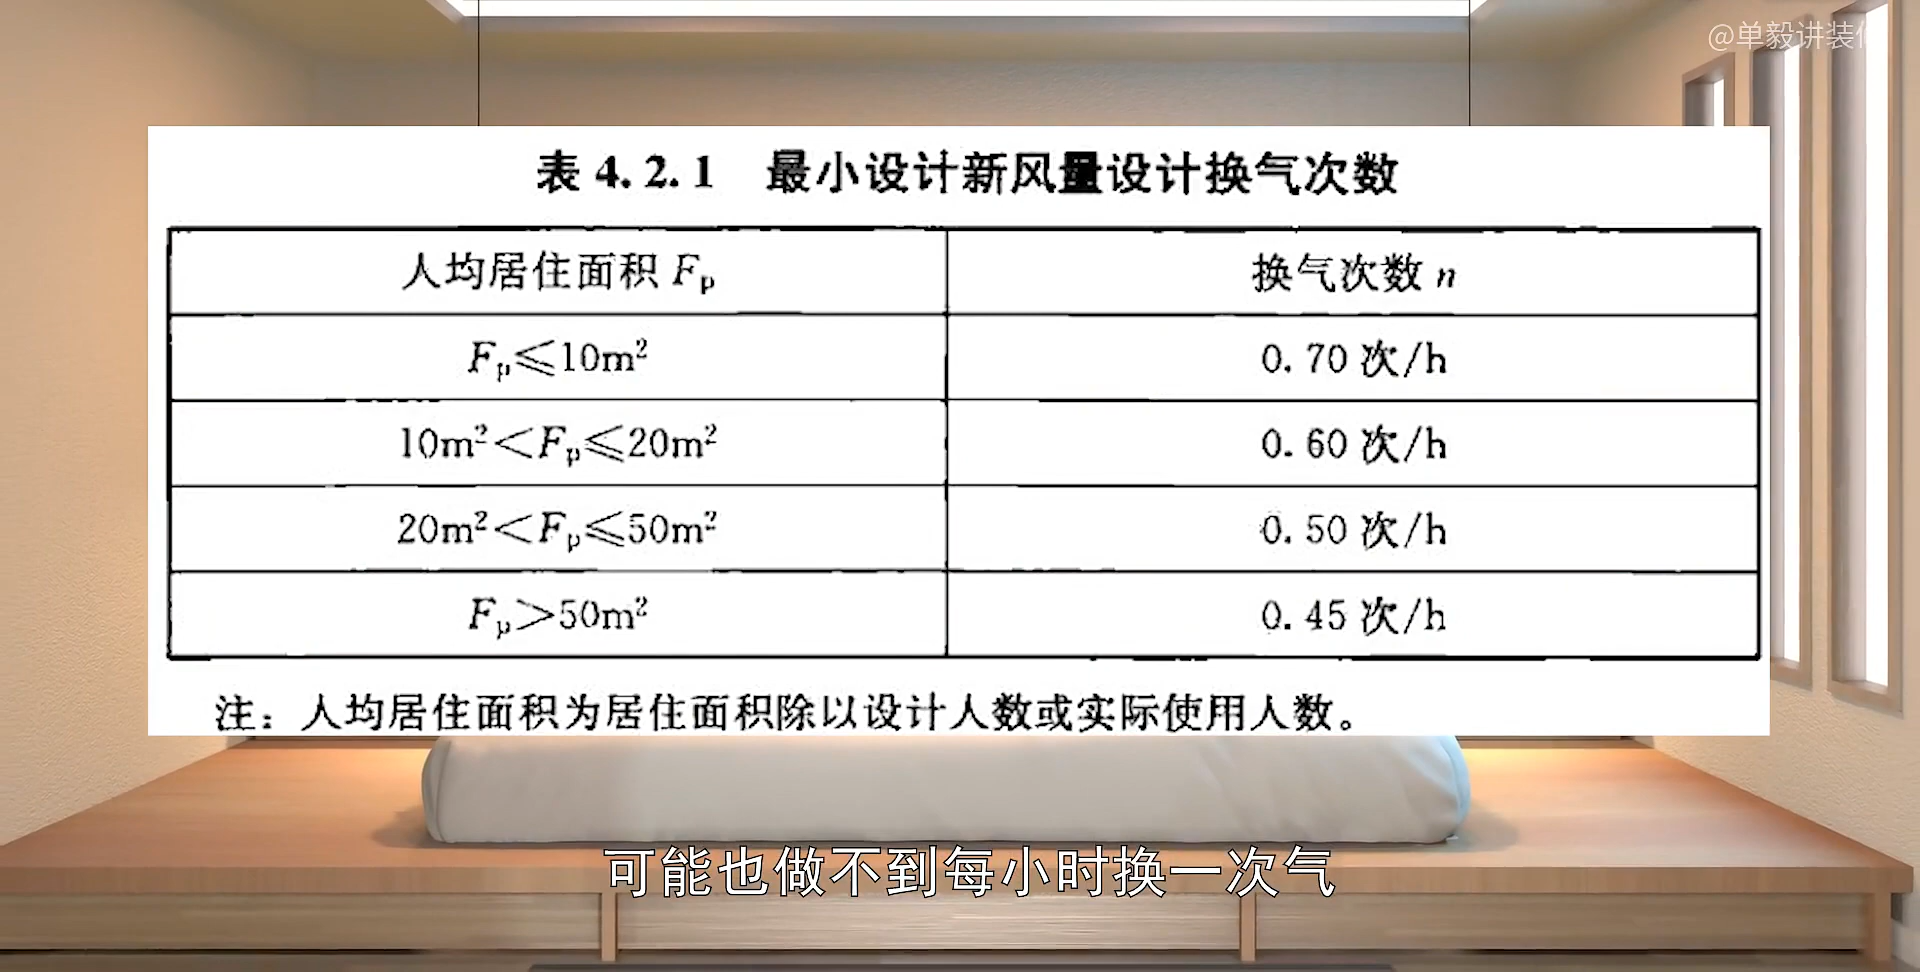 @单毅讲装
表 4.2.1 最小设计新风量设计换气次数
人均居住面积 Fp
换气次数 n
Fp≤10m²
0.70 次/h
10m²<Fp≤20m²
0.60 次/h
20m²<Fp≤50m²
0.50 次/h
Fp>50m²
0.45 次/h
注：人均居住面积为居住面积除以设计人数或实际使用人数。
可能也做不到每小时换一次气